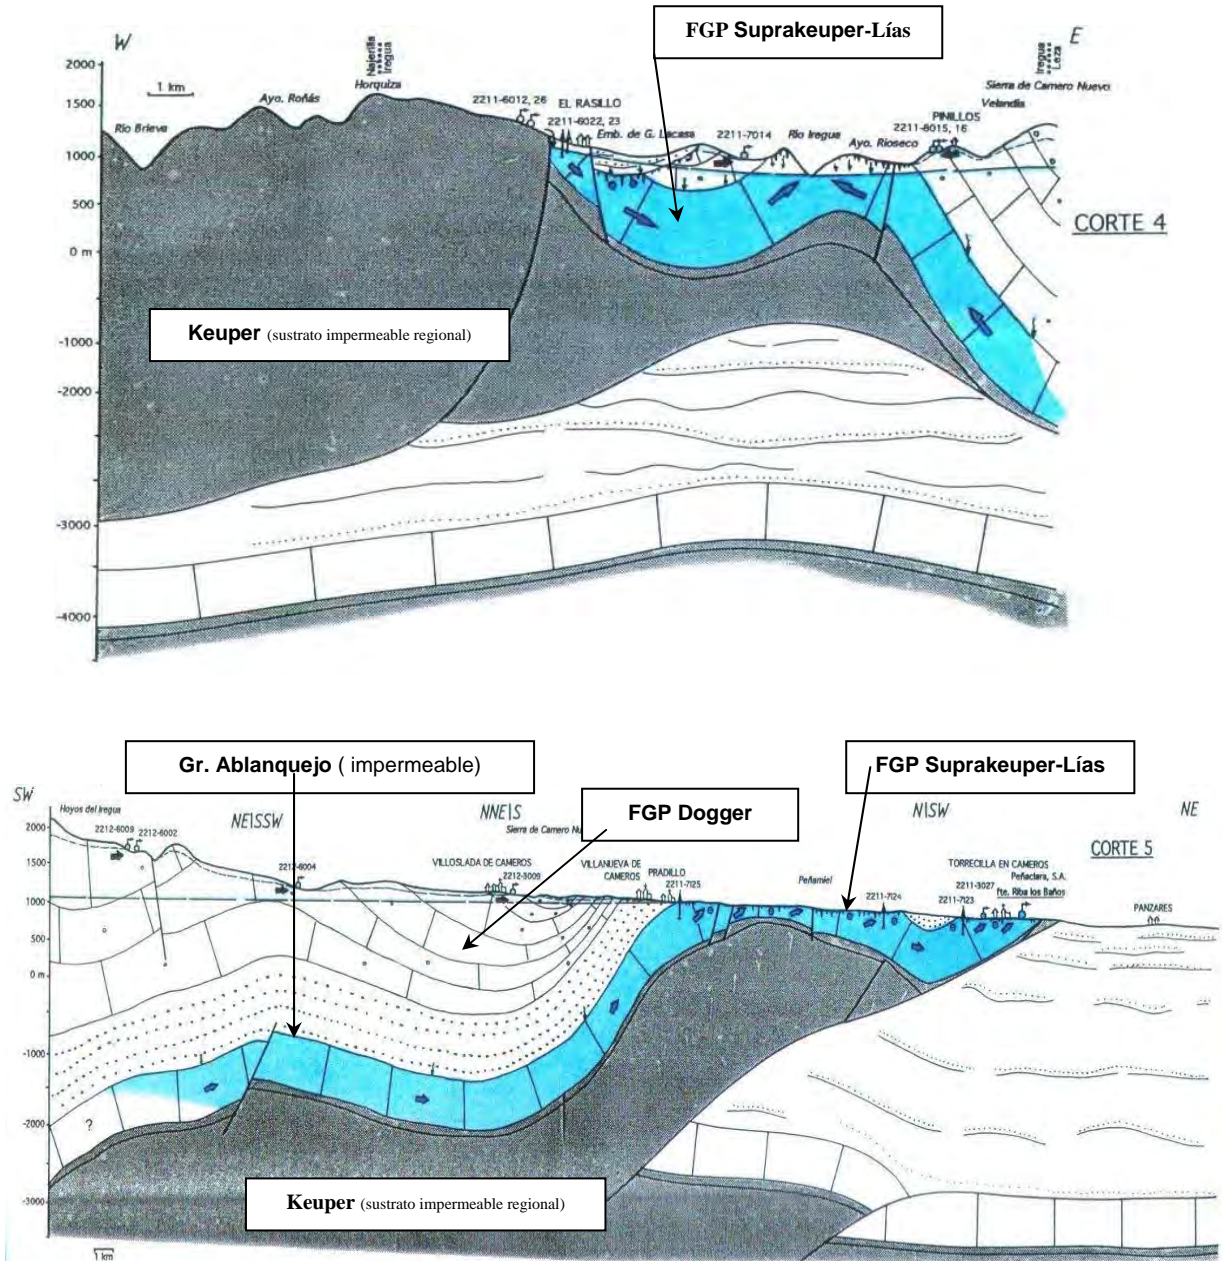 FGP Suprakeuper-Lías
W
E
2000
1500
1000
500
0 m
-1000
-2000
-3000
-4000
1 km
Río Brieva
Ayo. Roñás
Horquiza
Najerilla
Iregua
2211-6012, 26
EL RASILLO
2211-6022, 23
Emb. de G. Lacasa
2211-7014
Río Iregua
Ayo. Rioseco
2211-8015, 16
PINILLOS
Velandia
Sierra de Camero Nuevo
Iregua
Leza
CORTE 4
Keuper (sustrato impermeable regional)
Gr. Ablanquejo ( impermeable)
FGP Suprakeuper-Lías
FGP Dogger
SW
NE|SSW
NNE|S
N|SW
NE
CORTE 5
Hoyos del Iregua
2212-6009
2212-6002
2212-6004
VILLOSLADA DE CAMEROS
2212-3009
VILLANUEVA DE
CAMEROS
PRADILLO
2211-7125
Peñamiel
2211-7124
TORRECILLA EN CAMEROS
Peñaclara, S.A.
2211-3027
Fte. Riba los Baños
2211-7123
PANZARES
2000
1500
1000
500
0 m
-1000
-2000
-3000
?
Keuper (sustrato impermeable regional)
1 km